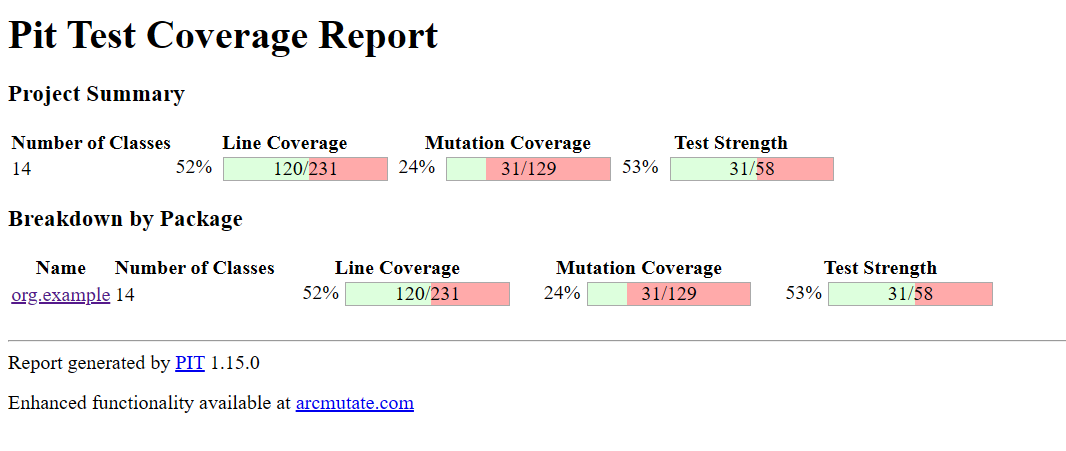 Pit Test Coverage Report
Project Summary
Number of Classes Line Coverage Mutation Coverage Test Strength
14 52% 120/231 24% 31/129 53% 31/58
Breakdown by Package
Name Number of Classes Line Coverage Mutation Coverage Test Strength
org.example 14 52% 120/231 24% 31/129 53% 31/58
Report generated by PIT 1.15.0
Enhanced functionality available at arcmutate.com